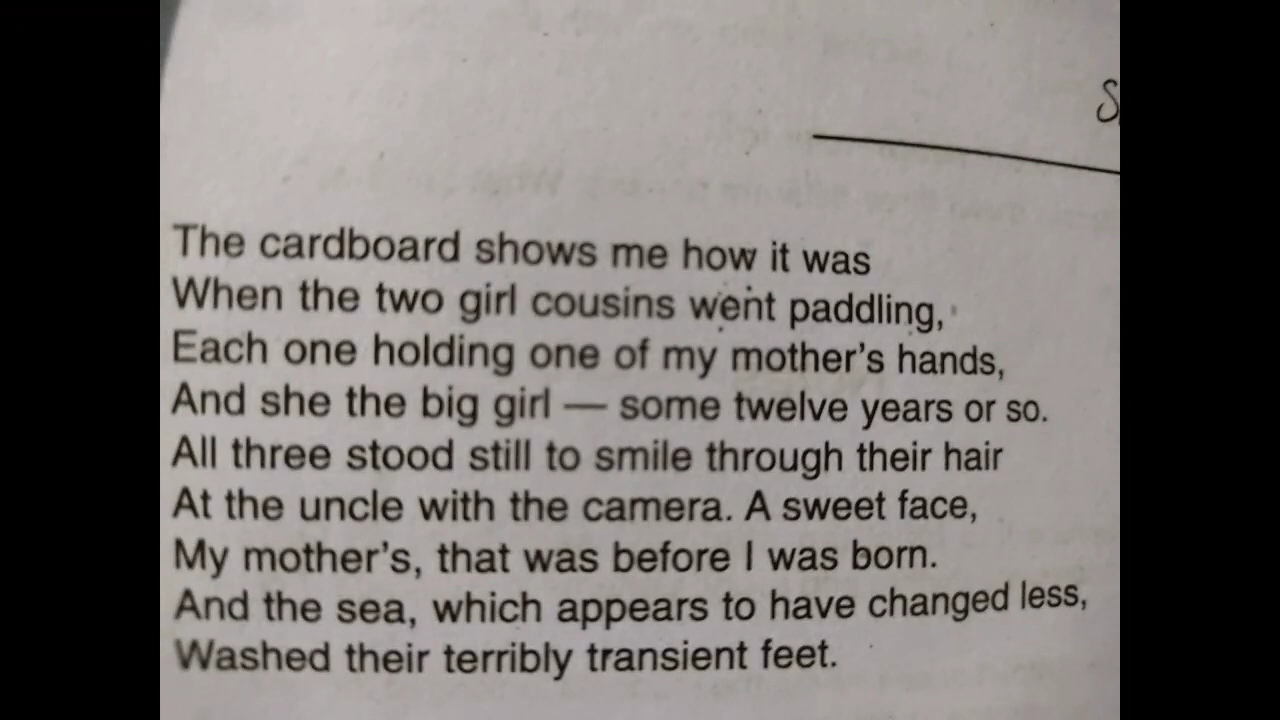 The cardboard shows me how it was
When the two girl cousins went paddling,
Each one holding one of my mother's hands,
And she the big girl — some twelve years or so.
All three stood still to smile through their hair
At the uncle with the camera. A sweet face,
My mother's, that was before I was born.
And the sea, which appears to have changed less,
Washed their terribly transient feet.